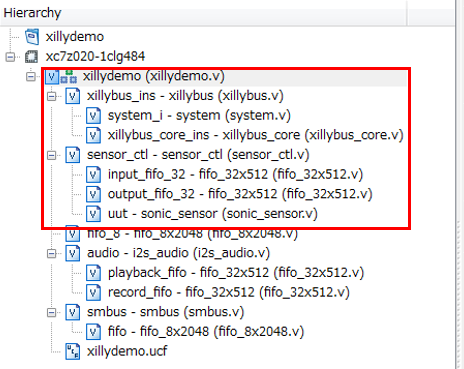 Hierarchy
xillydemo
xc7z020-1clg484
xillydemo (xillydemo.v)
xillybus_ins - xillybus (xillybus.v)
system_i - system (system.v)
xillybus_core_ins - xillybus_core (xillybus_core.v)
sensor_ctl - sensor_ctl (sensor_ctl.v)
input_fifo_32 - fifo_32x512 (fifo_32x512.v)
output_fifo_32 - fifo_32x512 (fifo_32x512.v)
uut - sonic_sensor (sonic_sensor.v)
fifo_8 - fifo_8x2048 (fifo_8x2048.v)
audio - i2s_audio (i2s_audio.v)
playback_fifo - fifo_32x512 (fifo_32x512.v)
record_fifo - fifo_32x512 (fifo_32x512.v)
smbus - smbus (smbus.v)
fifo - fifo_8x2048 (fifo_8x2048.v)
xillydemo.ucf